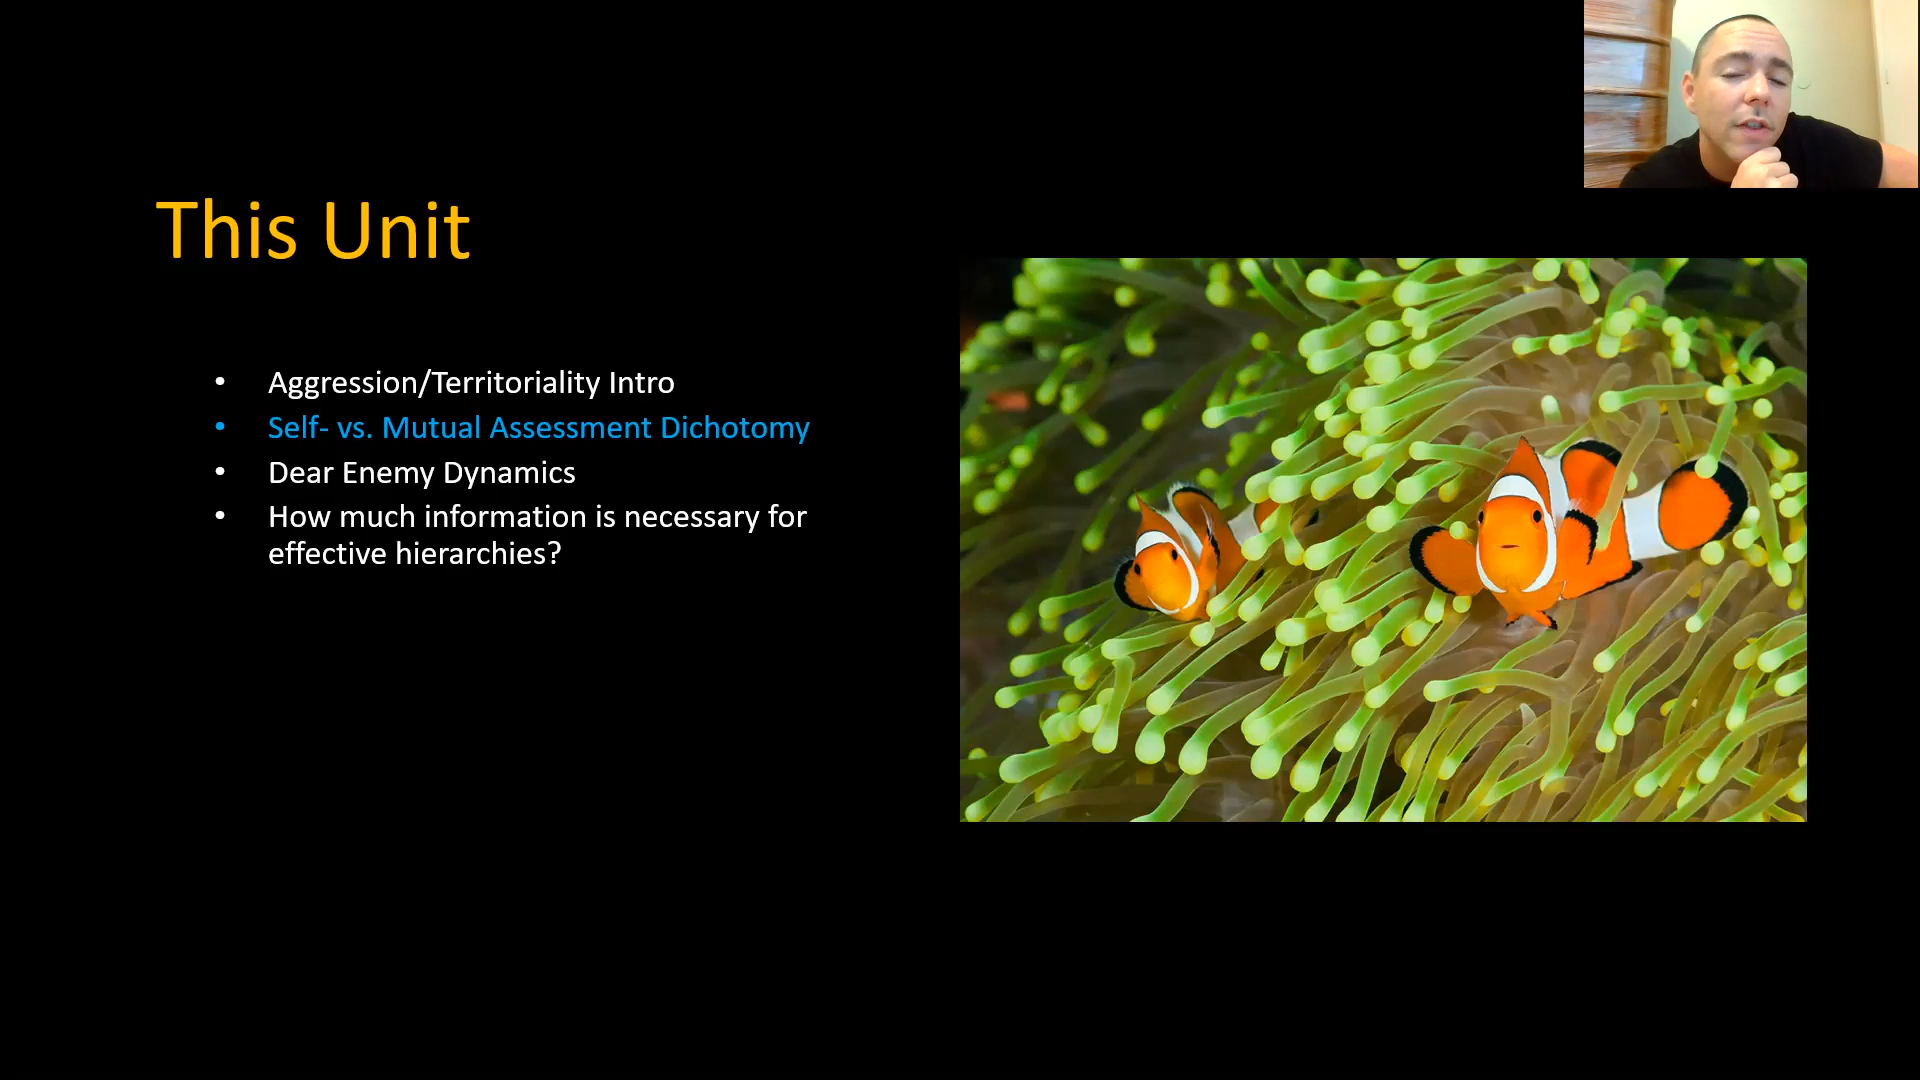 This Unit
• Aggression/Territoriality Intro
• Self- vs. Mutual Assessment Dichotomy
• Dear Enemy Dynamics
• How much information is necessary for
effective hierarchies?